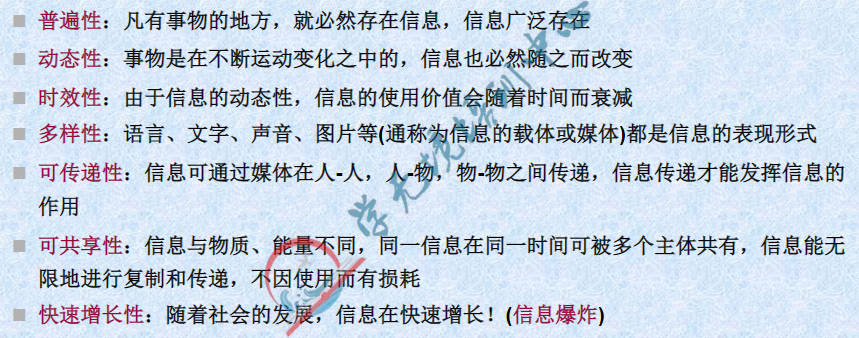 普遍性：凡有事物的地方，就必然存在信息，信息广泛存在
动态性：事物是在不断运动变化之中的，信息也必然随之而改变
时效性：由于信息的动态性，信息的使用价值会随着时间而衰减
多样性：语言、文字、声音、图片等(通称为信息的载体或媒体)都是信息的表现形式
可传递性：信息可通过媒体在人-人，人-物，物-物之间传递，信息传递才能发挥信息的
作用
可共享性：信息与物质、能量不同，同一信息在同一时间可被多个主体共有，信息能无
限地进行复制和传递，不因使用而有损耗
快速增长性：随着社会的发展，信息在快速增长！(信息爆炸)